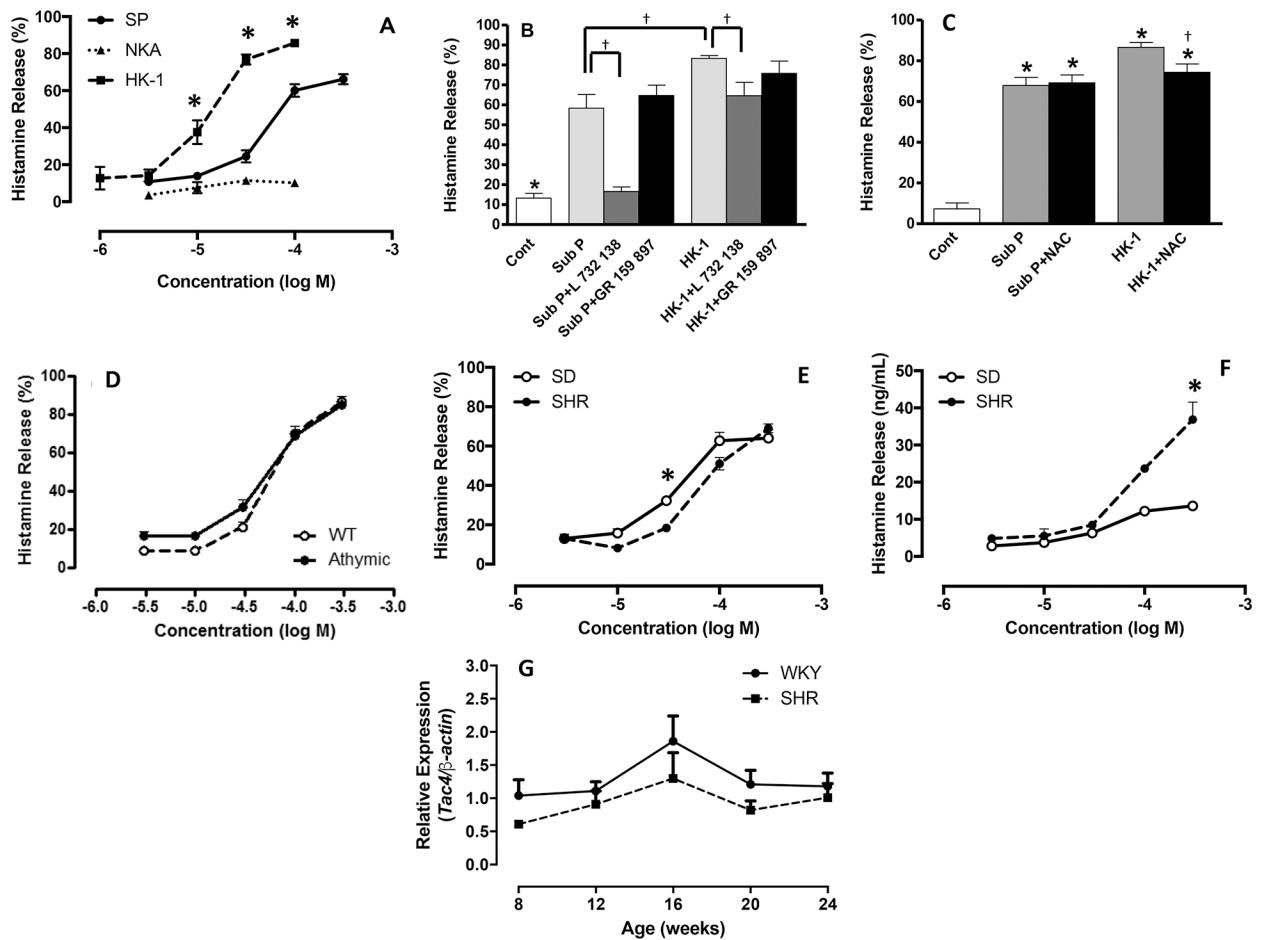 A
Histamine Release (%)
100
80
60
40
20
0
SP
NKA
HK-1
*
*
*
-6
-5
-4
-3
Concentration (log M)
B
Histamine Release (%)
100
90
80
70
60
50
40
30
20
10
0
†
†
†
*
Cont
Sub P
Sub P+L 732 138
Sub P+GR 159 897
HK-1
HK-1+L 732 138
HK-1+GR 159 897
C
Histamine Release (%)
100
80
60
40
20
0
*
*
*
†
*
Cont
Sub P
Sub P+NAC
HK-1
HK-1+NAC
D
Histamine Release (%)
100
80
60
40
20
0
WT
Athymic
-6.0
-5.5
-5.0
-4.5
-4.0
-3.5
-3.0
Concentration (log M)
E
Histamine Release (%)
100
80
60
40
20
0
SD
SHR
*
-6
-5
-4
-3
Concentration (log M)
F
Histamine Release (ng/mL)
50
40
30
20
10
0
SD
SHR
*
-6
-5
-4
-3
Concentration (log M)
G
Relative Expression
(Tac4/β-actin)
3.0
2.5
2.0
1.5
1.0
0.5
0.0
WKY
SHR
8
12
16
20
24
Age (weeks)